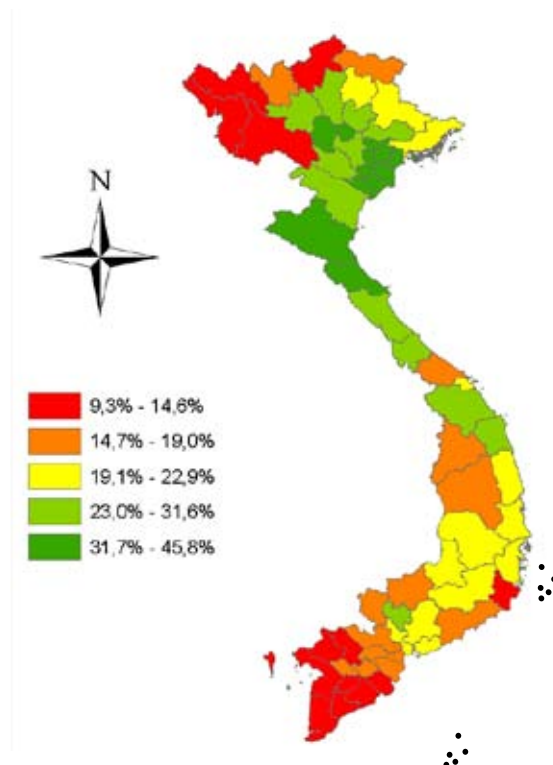 N
9,3% - 14,6%
14,7% - 19,0%
19,1% - 22,9%
23,0% - 31,6%
31,7% - 45,8%